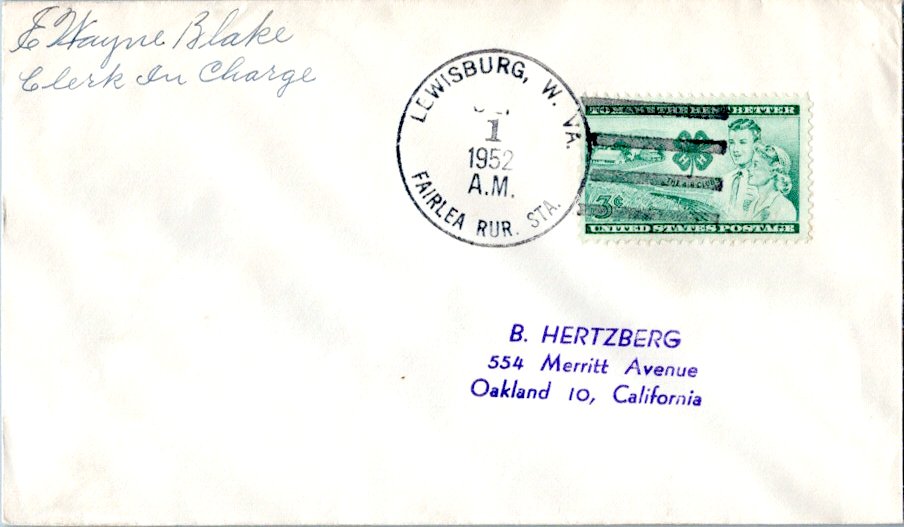 E Wayne Blake
Clerk In Charge
LEWISBURG, W. VA.
1
1952
A.M.
FAIRLEA RUR. STA.
TO MAKE THE BEST BETTER
H H
3¢
UNITED STATES POSTAGE
B. HERTZBERG
554 Merritt Avenue
Oakland 10, California